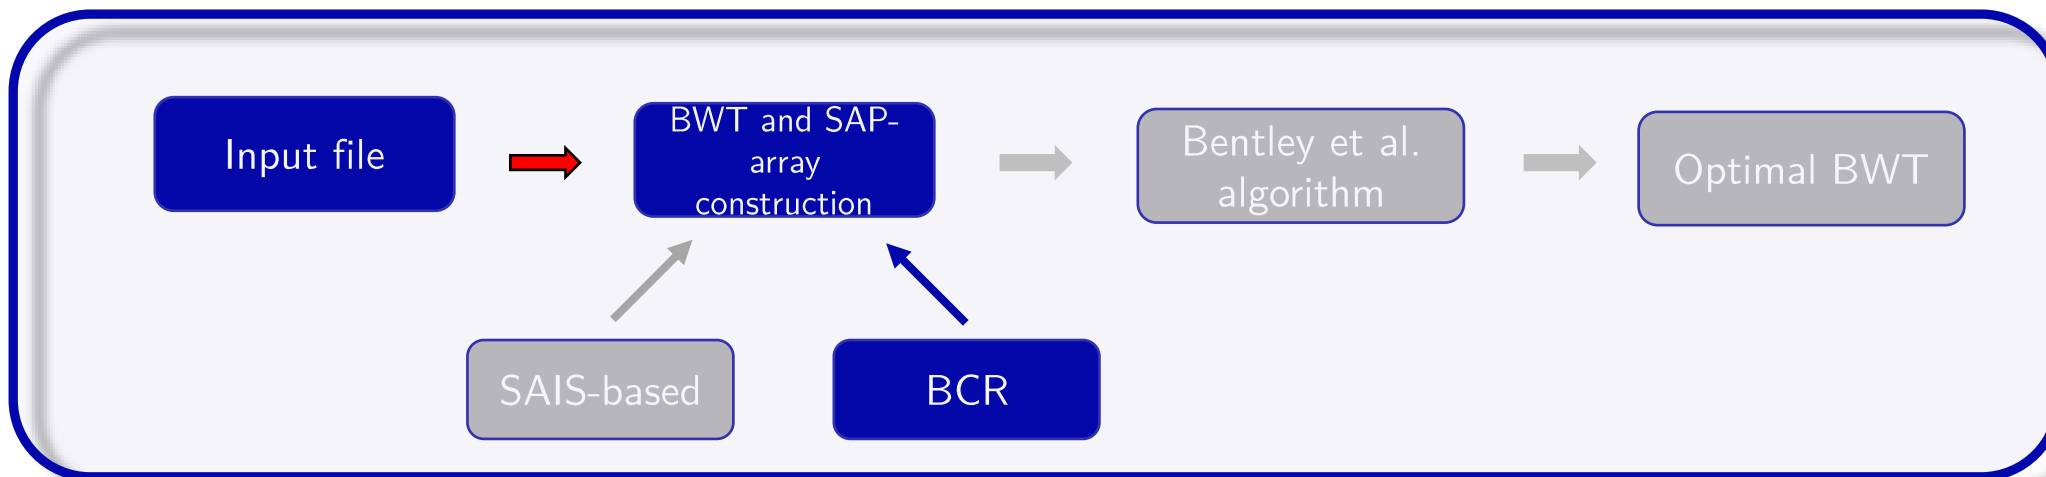 Input file
BWT and SAP-
array
construction
Bentley et al.
algorithm
Optimal BWT
SAIS-based
BCR